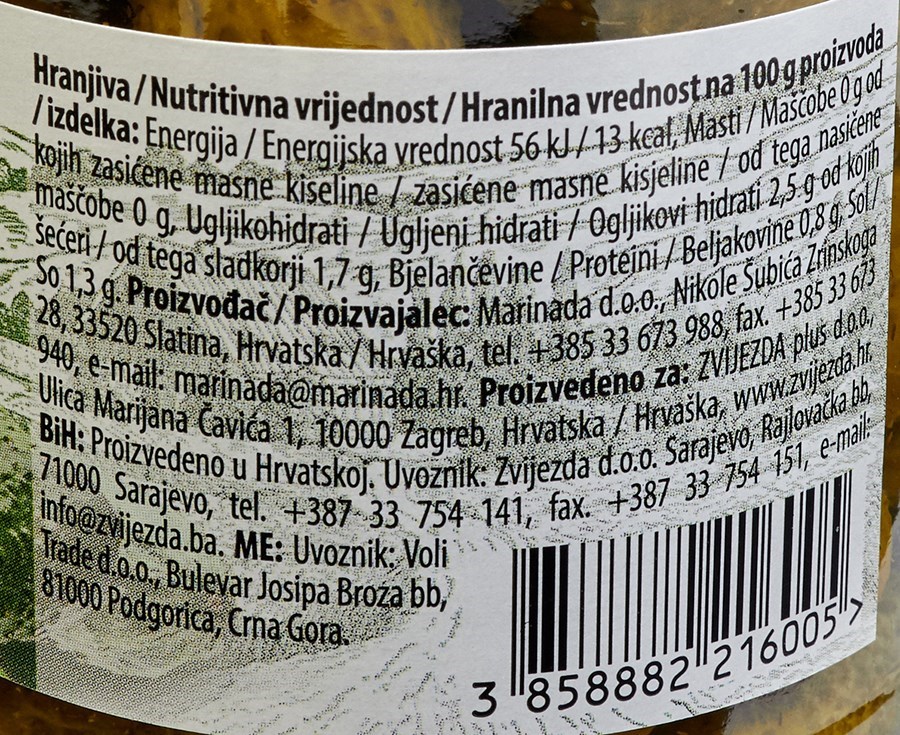 Hranjiva / Nutritivna vrijednost / Hranilna vrednost na 100 g proizvoda
/ izdelka: Energija / Energijska vrednost 56 kJ / 13 kcal, Masti / Maščobe 0 g od
kojih zasićene masne kiseline / zasićene masne kisjeline / od tega nasičene
maščobe 0 g, Ugljikohidrati / Ugljeni hidrati / Ogljikovi hidrati 2,5 g od kojih
šećeri / od tega sladkorji 1,7 g, Bjelančevine / Proteini / Beljakovine 0,8 g, Sol /
So 1,3 g. Proizvođač / Proizvajalec: Marinada d.o.o., Nikole Šubića Zrinskoga
28, 33520 Slatina, Hrvatska / Hrvaška, tel. +385 33 673 988, fax. +385 33 673
940, e-mail: marinada@marinada.hr. Proizvedeno za: ZVIJEZDA plus d.o.o.,
Ulica Marijana Čavića 1, 10000 Zagreb, Hrvatska / Hrvaška, www.zvijezda.hr.
BiH: Proizvedeno u Hrvatskoj. Uvoznik: Zvijezda d.o.o. Sarajevo, Rajlovačka bb,
71000 Sarajevo, tel. +387 33 754 141, fax. +387 33 754 151, e-mail:
info@zvijezda.ba. ME: Uvoznik: Voli
Trade d.o.o., Bulevar Josipa Broza bb,
81000 Podgorica, Crna Gora.
3 858882 216005 >